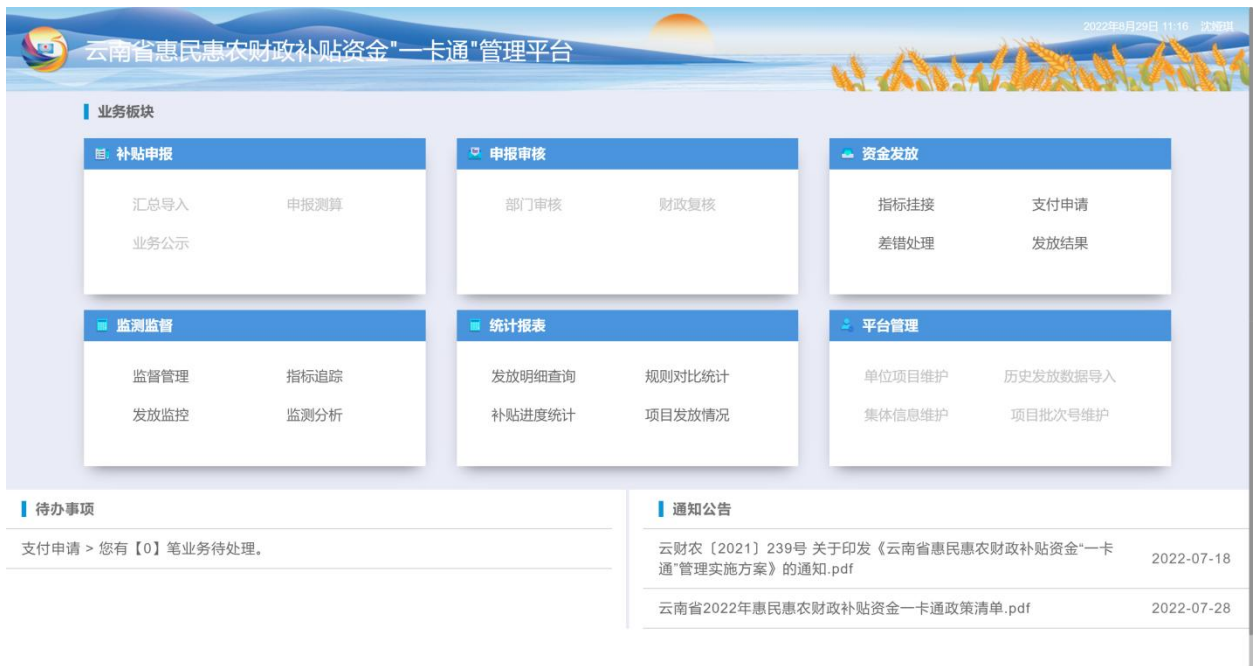 2022年8月29日 11:16 沈娅琪
云南省惠民惠农财政补贴资金"一卡通"管理平台
业务板块
补贴申报
汇总导入 申报测算
业务公示
申报审核
部门审核 财政复核
资金发放
指标挂接 支付申请
差错处理 发放结果
监测监督
监督管理 指标追踪
发放监控 监测分析
统计报表
发放明细查询 规则对比统计
补贴进度统计 项目发放情况
平台管理
单位项目维护 历史发放数据导入
集体信息维护 项目批次号维护
待办事项
支付申请 > 您有【0】笔业务待处理。
通知公告
云财农〔2021〕239号 关于印发《云南省惠民惠农财政补贴资金“一卡
通”管理实施方案》的通知.pdf
2022-07-18
云南省2022年惠民惠农财政补贴资金一卡通政策清单.pdf
2022-07-28